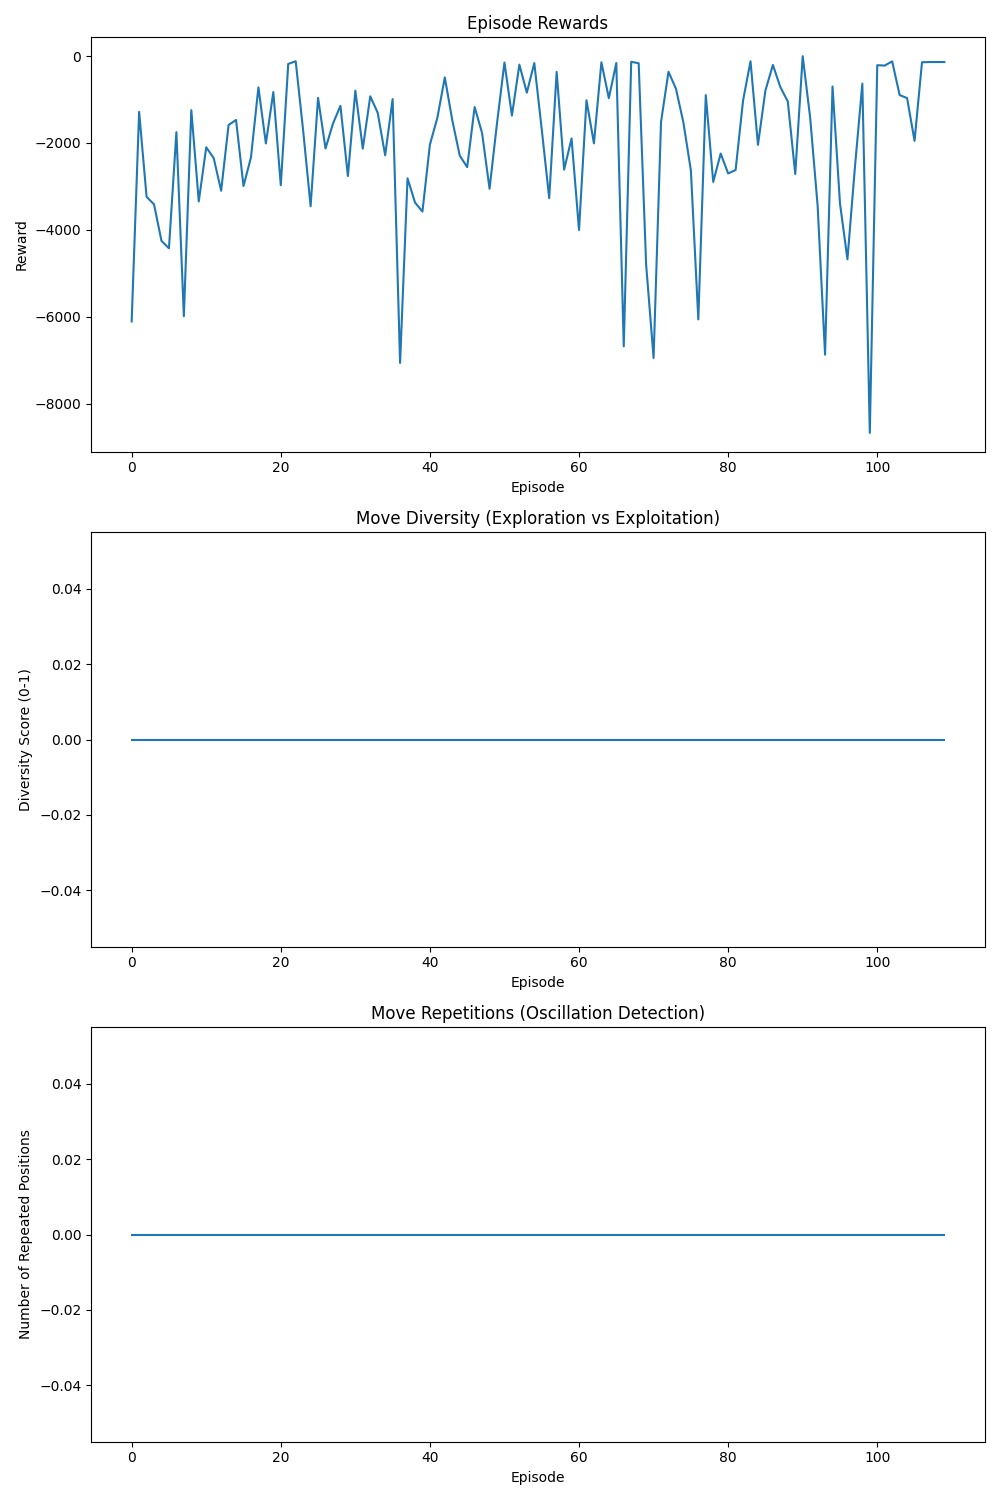 Episode Rewards
0
−2000
−4000
−6000
−8000
Reward
0 20 40 60 80 100
Episode
Move Diversity (Exploration vs Exploitation)
0.04
0.02
0.00
−0.02
−0.04
Diversity Score (0-1)
0 20 40 60 80 100
Episode
Move Repetitions (Oscillation Detection)
0.04
0.02
0.00
−0.02
−0.04
Number of Repeated Positions
0 20 40 60 80 100
Episode